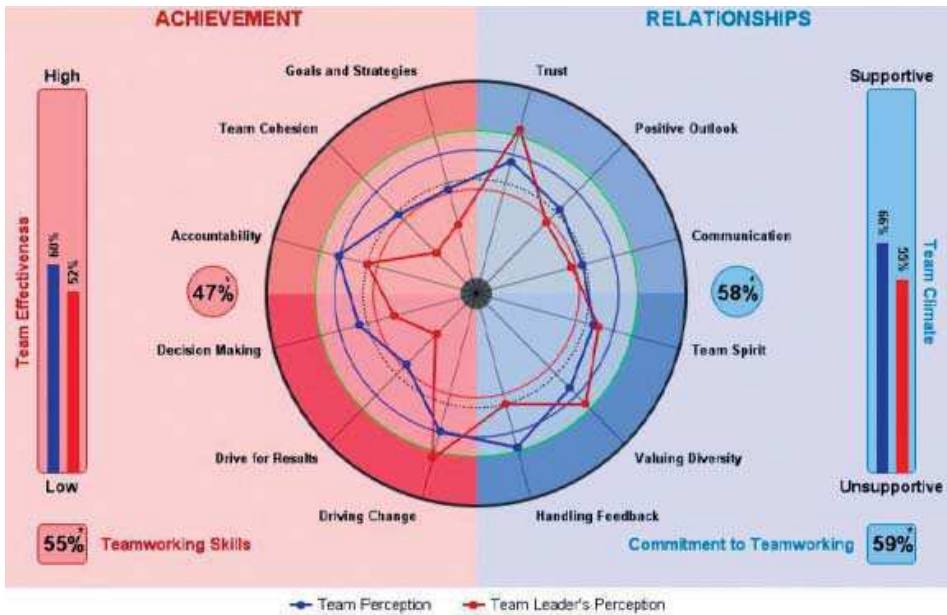 ACHIEVEMENT
RELATIONSHIPS
High
Goals and Strategies
Trust
Supportive
Team Cohesion
Positive Outlook
Accountability
Communication
Team Effectiveness
60%
52%
47%*
58%*
66%
55%
Team Climate
Decision Making
Team Spirit
Drive for Results
Valuing Diversity
Low
Unsupportive
Driving Change
Handling Feedback
55%*
Teamworking Skills
Commitment to Teamworking
59%*
Team Perception
Team Leader's Perception